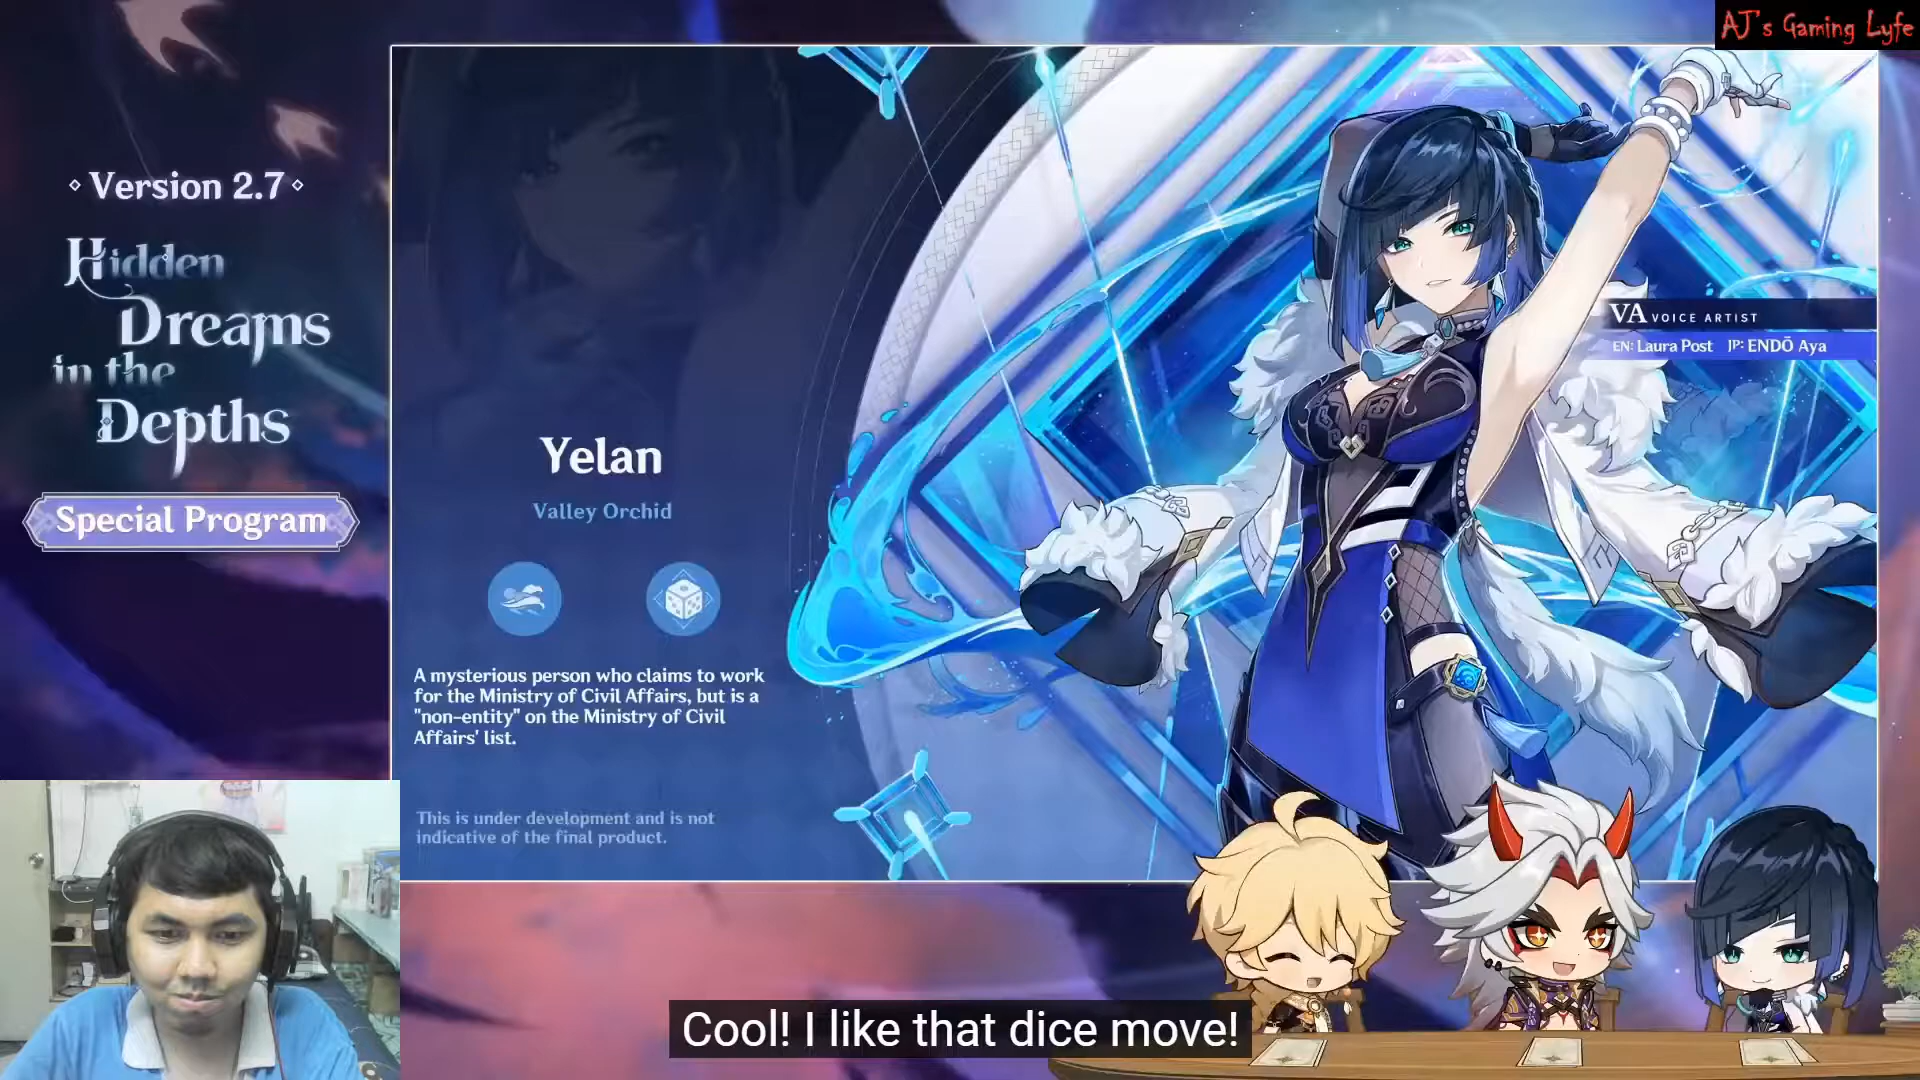 AJ's Gaming Lyfe
Version 2.7
Hidden
Dreams
in the
Depths
Special Program
Yelan
Valley Orchid
A mysterious person who claims to work
for the Ministry of Civil Affairs, but is a
"non-entity" on the Ministry of Civil
Affairs' list.
This is under development and is not
indicative of the final product.
VA VOICE ARTIST
EN: Laura Post JP: ENDŌ Aya
Cool! I like that dice move!